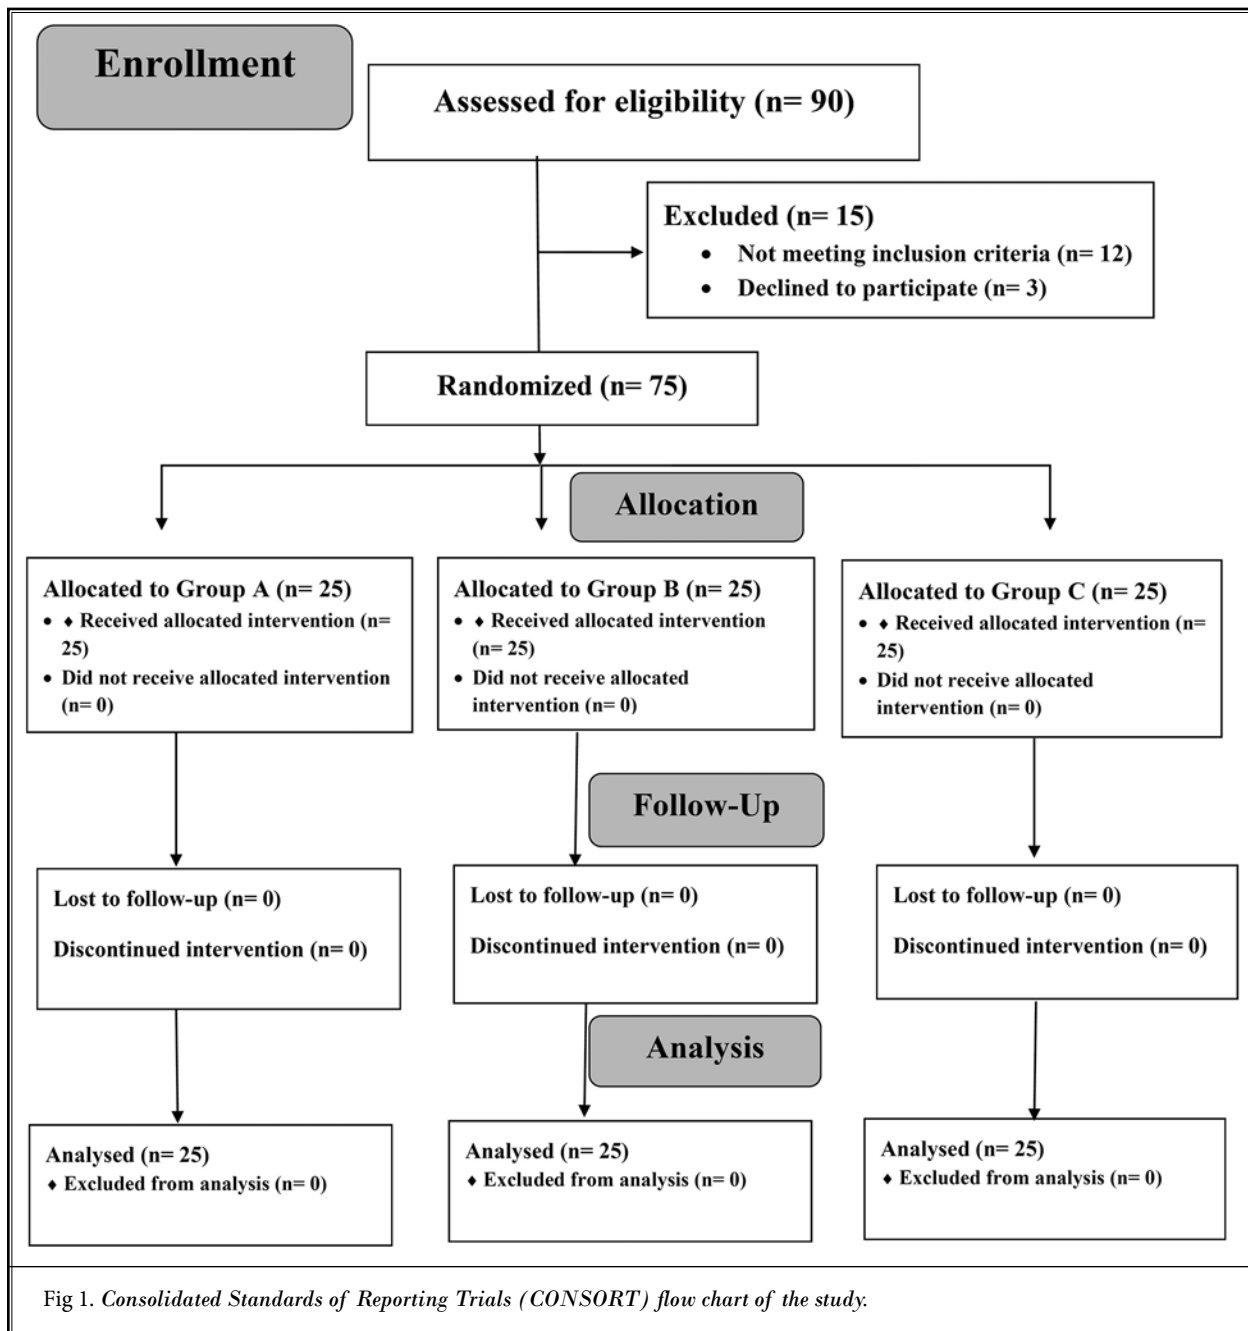 Enrollment
Assessed for eligibility (n= 90)
Excluded (n= 15)
• Not meeting inclusion criteria (n= 12)
• Declined to participate (n= 3)
Randomized (n= 75)
Allocation
Allocated to Group A (n= 25)
• ♦ Received allocated intervention (n=
25)
• Did not receive allocated intervention
(n= 0)
Allocated to Group B (n= 25)
• ♦ Received allocated intervention
(n= 25)
• Did not receive allocated
intervention (n= 0)
Allocated to Group C (n= 25)
• ♦ Received allocated intervention (n=
25)
• Did not receive allocated
intervention (n= 0)
Follow-Up
Lost to follow-up (n= 0)
Discontinued intervention (n= 0)
Lost to follow-up (n= 0)
Discontinued intervention (n= 0)
Lost to follow-up (n= 0)
Discontinued intervention (n= 0)
Analysis
Analysed (n= 25)
♦ Excluded from analysis (n= 0)
Analysed (n= 25)
♦ Excluded from analysis (n= 0)
Analysed (n= 25)
♦ Excluded from analysis (n= 0)
Fig 1. Consolidated Standards of Reporting Trials (CONSORT) flow chart of the study.